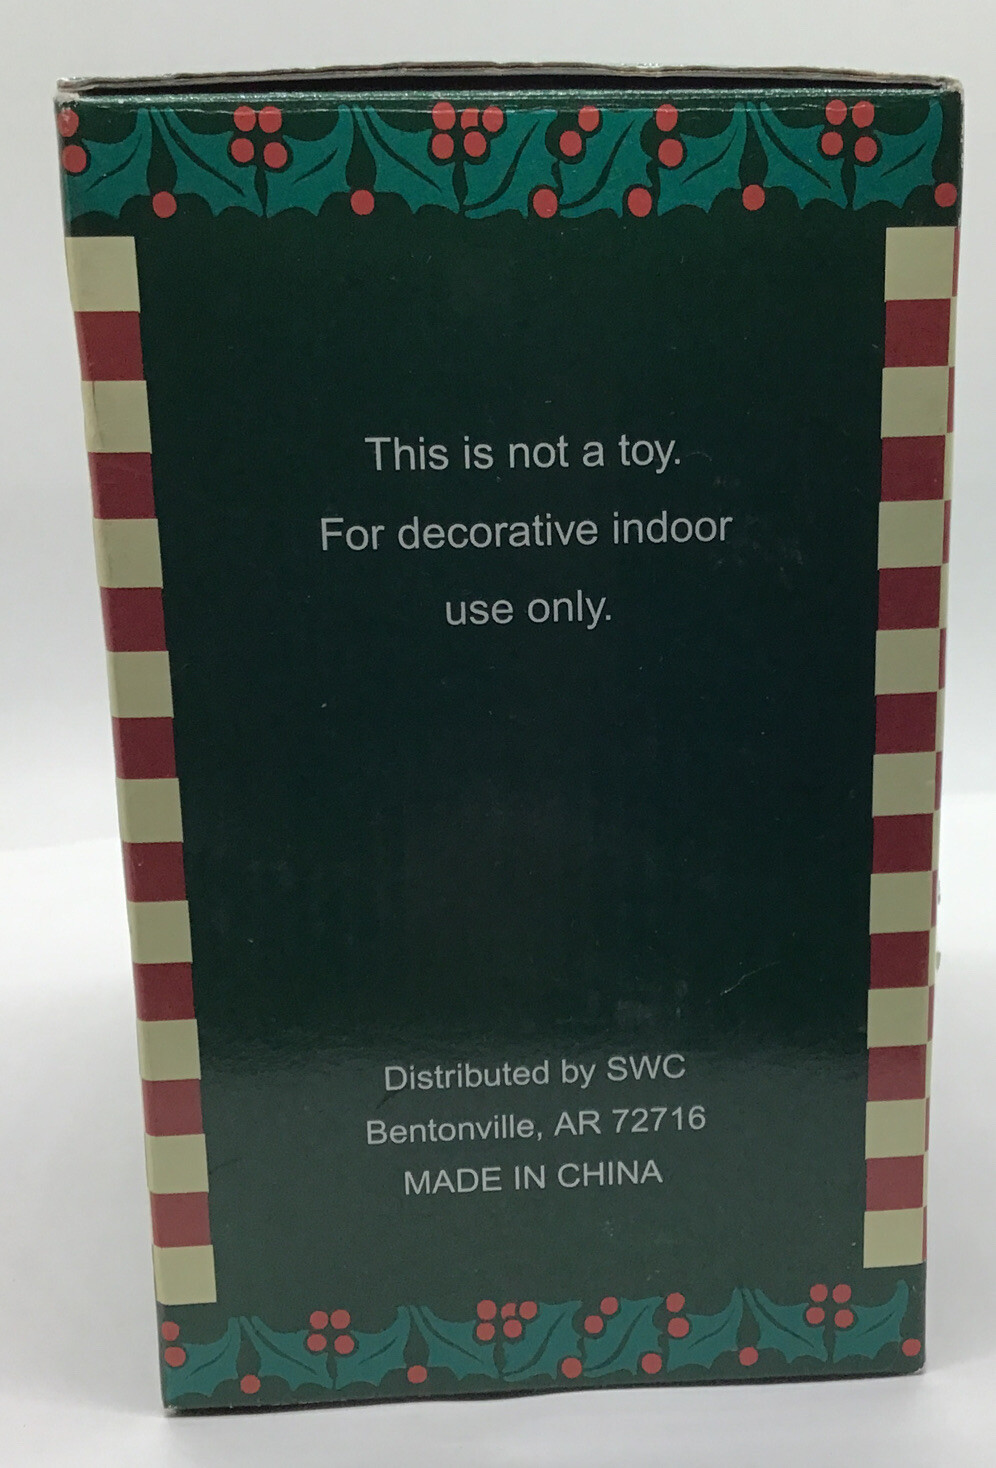 This is not a toy.
For decorative indoor
use only.
Distributed by SWC
Bentonville, AR 72716
MADE IN CHINA